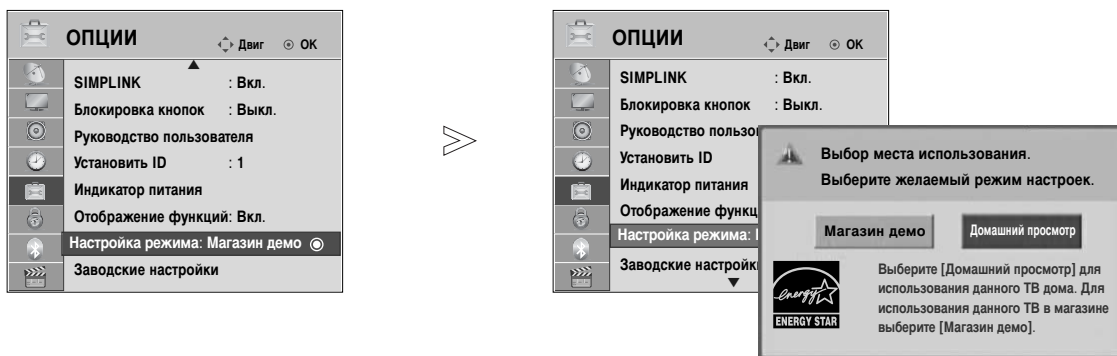 ОПЦИИ
Двиг
OK
SIMPLINK : Вкл.
Блокировка кнопок : Выкл.
Руководство пользователя
Установить ID : 1
Индикатор питания
Отображение функций: Вкл.
Настройка режима: Магазин демо
Заводские настройки
ОПЦИИ
Двиг
OK
SIMPLINK : Вкл.
Блокировка кнопок : Выкл.
Руководство пользо
Установить ID
Индикатор питания
Отображение функц
Настройка режима:
Заводские настройки
Выбор места использования.
Выберите желаемый режим настроек.
Магазин демо
Домашний просмотр
energy
ENERGY STAR
Выберите [Домашний просмотр] для
использования данного ТВ дома. Для
использования данного ТВ в магазине
выберите [Магазин демо].